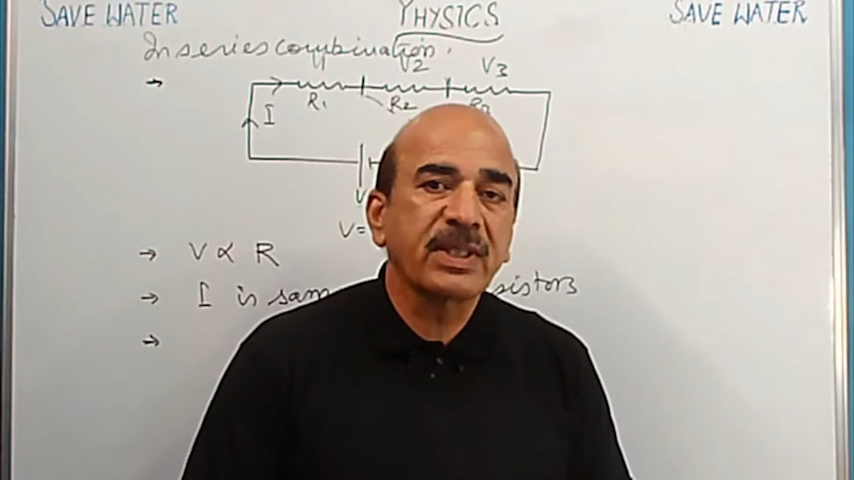 SAVE WATER PHYSICS SAVE WATER
In series combination.
→ V2 V3
I R1 R2
V
V=
→ V ∝ R
→ I is sam sistors
→